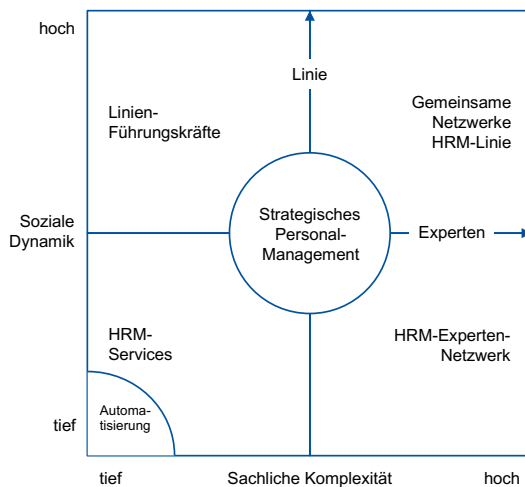 hoch
Linie
Linien-
Führungskräfte
Gemeinsame
Netzwerke
HRM-Linie
Soziale
Dynamik
Strategisches
Personal-
Management
Experten
HRM-
Services
HRM-Experten-
Netzwerk
Automa-
tisierung
tief
tief
Sachliche Komplexität
hoch